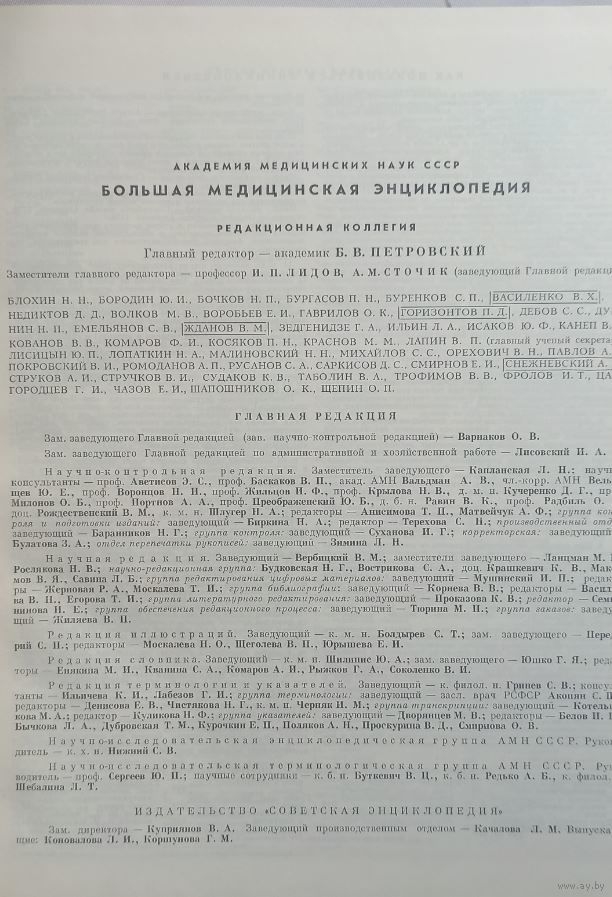 АКАДЕМИЯ МЕДИЦИНСКИХ НАУК СССР
БОЛЬШАЯ МЕДИЦИНСКАЯ ЭНЦИКЛОПЕДИЯ
РЕДАКЦИОННАЯ КОЛЛЕГИЯ
Главный редактор — академик Б. В. ПЕТРОВСКИЙ
Заместители главного редактора — профессор И. П. ЛИДОВ, А. М. СТОЧИК (заведующий Главной
БЛОХИН Н. Н., БОРОДИН Ю. И., БОЧКОВ Н. П., БУРГАСОВ П. Н., БУРЕНКОВ С. П., ВАСИЛЕНКО В. Х.,
НЕДИКТОВ Д. Д., ВОЛКОВ М. В., ВОРОБЬЕВ Е. И., ГАВРИЛОВ О. К., ГОРИЗОНТОВ П. Д., ДЕБОВ С. С.,
НИН Н. П., ЕМЕЛЬЯНОВ С. В., ЖДАНОВ В. М., ЗЕДГЕНИДЗЕ Г. А., ИЛЬИН Л. А., ИСАКОВ Ю. Ф., КАНЕП В.
КОВАНОВ В. В., КОМАРОВ Ф. И., КОСЯКОВ П. Н., КРАСНОВ М. М., ЛАПИН В. П. (главный ученый
ЛИСИЦЫН Ю. П., ЛОПАТКИН Н. А., МАЛИНОВСКИЙ Н. Н., МИХАЙЛОВ С. С., ОРЕХОВИЧ В. Н., ПАВЛОВ А.
ПОКРОВСКИЙ В. И., РОМОДАНОВ А. П., РУСАНОВ С. А., САРКИСОВ Д. С., СМИРНОВ Е. И., СНЕЖНЕВСКИЙ А.
СТРУКОВ А. И., СТРУЧКОВ В. И., СУДАКОВ К. В., ТАБОЛИН В. А., ТРОФИМОВ В. В., ФРОЛОВ И. Т.,
ГОРОДЦЕВ Г. И., ЧАЗОВ Е. И., ШАПОШНИКОВ О. К., ЩЕПИН О. П.
ГЛАВНАЯ РЕДАКЦИЯ
Зам. заведующего Главной редакцией (зав. научно-контрольной редакцией) — Варнаков О. В.
Зам. заведующего Главной редакцией по административной и хозяйственной работе — Лисовский И. А.
Научно-контрольная редакция. Заместитель заведующего — Капланская Л. Н.;
консультанты — проф. Аветисов Э. С., проф. Баскаков В. П., акад. АМН Вальдман А. В., чл.-корр. АМН
щев Ю. Е., проф. Воронцов И. П., проф. Жильцов И. Ф., проф. Крылова Н. В., д. м. н. Кучеренко Д. Г.,
Милонов О. Б., проф. Портнов А. А., проф. Преображенский Ю. Б., д. б. н. Равин В. К., проф. Радбиль О.
доц. Рождественский В. М., к. м. н. Шлугер Н. А.; редакторы — Анисимова Т. П., Матвейчук А. Ф.; группа
роля и подготовки изданий: заведующий — Биркина Н. А.; редактор — Терехова С. Н.; производственный
заведующий — Баранников Н. Г.; группа контроля: заведующий — Суханова И. Г.; корректорская: заведующий
Булатова З. А.; отдел перепечатки рукописей: заведующий — Зимина Л. Н.
Научная редакция. Заведующий — Вербицкий В. М.; заместители заведующего — Ланцман М.
Рослякова Н. В.; научно-редакционная группа: Будковская Н. Г., Вострикова С. А., доц. Крашкевич К. В.,
мов В. Я., Савина Л. Б.; группа редактирования цифровых материалов: заведующий — Мушинский И. П.;
ры — Жерновая Р. А., Москалева Т. И.; группа библиографии: заведующий — Корнева В. В.; редакторы —
ва В. П., Егорова Т. И.; группа литературного редактирования: заведующий — Проказова К. В.; редактор —
нинова Н. Е.; группа обеспечения редакционного процесса: заведующий — Тюрина М. Н.; группа заказов:
щий — Жиляева В. П.
Редакция иллюстраций. Заведующий — к. м. н. Болдырев С. Т.; зам. заведующего —
рий С. Н.; редакторы — Москалева Н. О., Щеголева В. П., Юрышева Е. И.
Редакция словника. Заведующий — к. м. н. Шилинис Ю. А.; зам. заведующего — Юшко Г. Я.;
торы — Енякина М. И., Квашина С. А., Комаров А. И., Рыжков Г. А., Соколенко В. И.
Редакция терминологии и указателей. Заведующий — к. филол. н. Гринев С. В.;
танты — Ильичева К. И., Лабезов Г. И.; группа терминологии: заведующий — засл. врач РСФСР Акопян С.
редакторы — Денисова Е. В., Чистякова Н. Г., к. м. н. Черняк И. М.; группа транскрипции: заведующий —
кова М. А.; редактор — Куликова Н. Ф.; группа указателей: заведующий — Дворянцев М. В.; редакторы — Белов И.
Бычкова Л. А., Дубровская Т. М., Курочкин Е. П., Поляков А. Н., Проскурина В. Д., Смирнова О. В.
Научно-исследовательская энциклопедическая группа АМН СССР.
дитель — к. х. н. Нижний С. В.
Научно-исследовательская терминологическая группа АМН СССР.
водитель — проф. Сергеев Ю. П.; научные сотрудники — к. б. н. Буткевич В. Ц., к. б. н. Редько А. Б., к. филол.
Шебалина Л. Т.
ИЗДАТЕЛЬСТВО «СОВЕТСКАЯ ЭНЦИКЛОПЕДИЯ»
Зам. директора — Куприянов В. А. Заведующий производственным отделом — Качалова Л. М.
щие: Коновалова Л. И., Коршунова Г. М.
www.ay.by